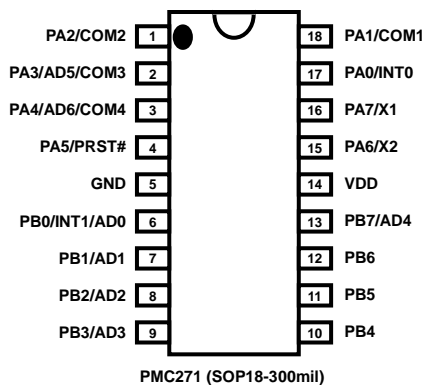 PA2/COM2 1 18 PA1/COM1
PA3/AD5/COM3 2 17 PA0/INT0
PA4/AD6/COM4 3 16 PA7/X1
PA5/PRST# 4 15 PA6/X2
GND 5 14 VDD
PB0/INT1/AD0 6 13 PB7/AD4
PB1/AD1 7 12 PB6
PB2/AD2 8 11 PB5
PB3/AD3 9 10 PB4
PMC271 (SOP18-300mil)